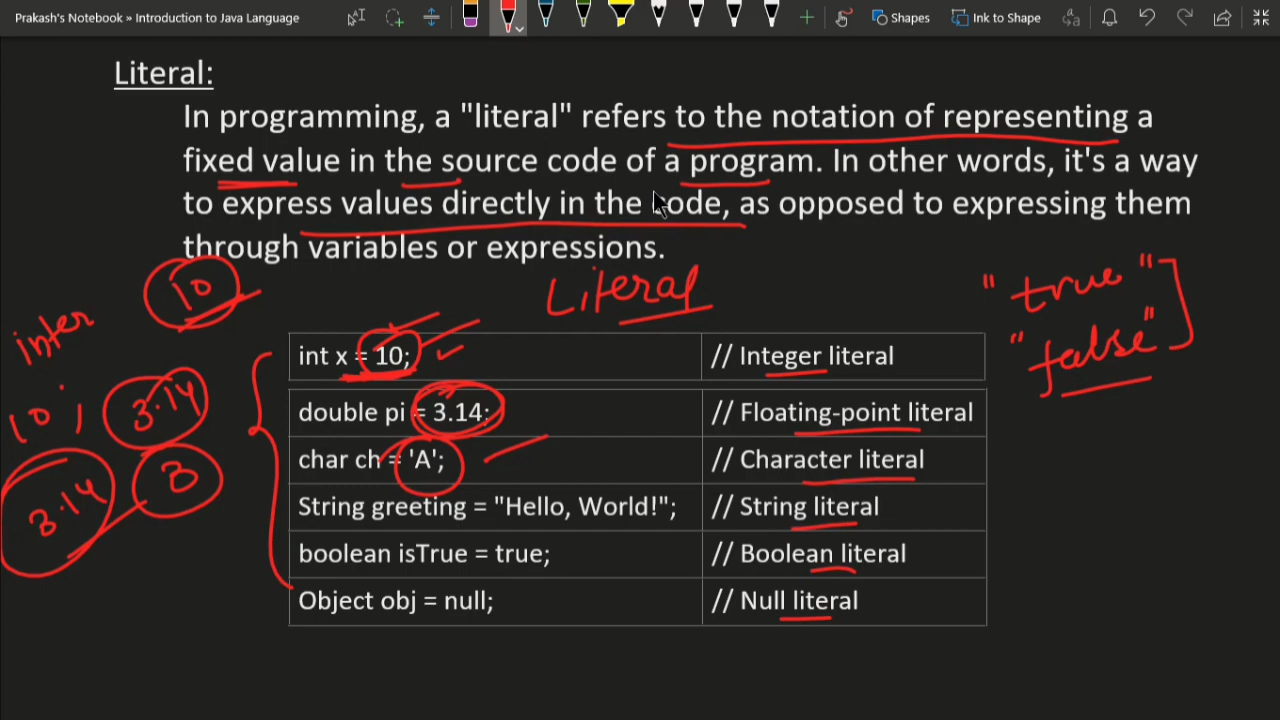 Prakash's Notebook » Introduction to Java Language
Shapes
Ink to Shape
Literal:
In programming, a "literal" refers to the notation of representing a
fixed value in the source code of a program. In other words, it's a way
to express values directly in the code, as opposed to expressing them
through variables or expressions.
10
Literal
"true"
"false"
inter
10;
3.14
3.14
3
int x = 10; // Integer literal
double pi = 3.14; // Floating-point literal
char ch = 'A'; // Character literal
String greeting = "Hello, World!"; // String literal
boolean isTrue = true; // Boolean literal
Object obj = null; // Null literal